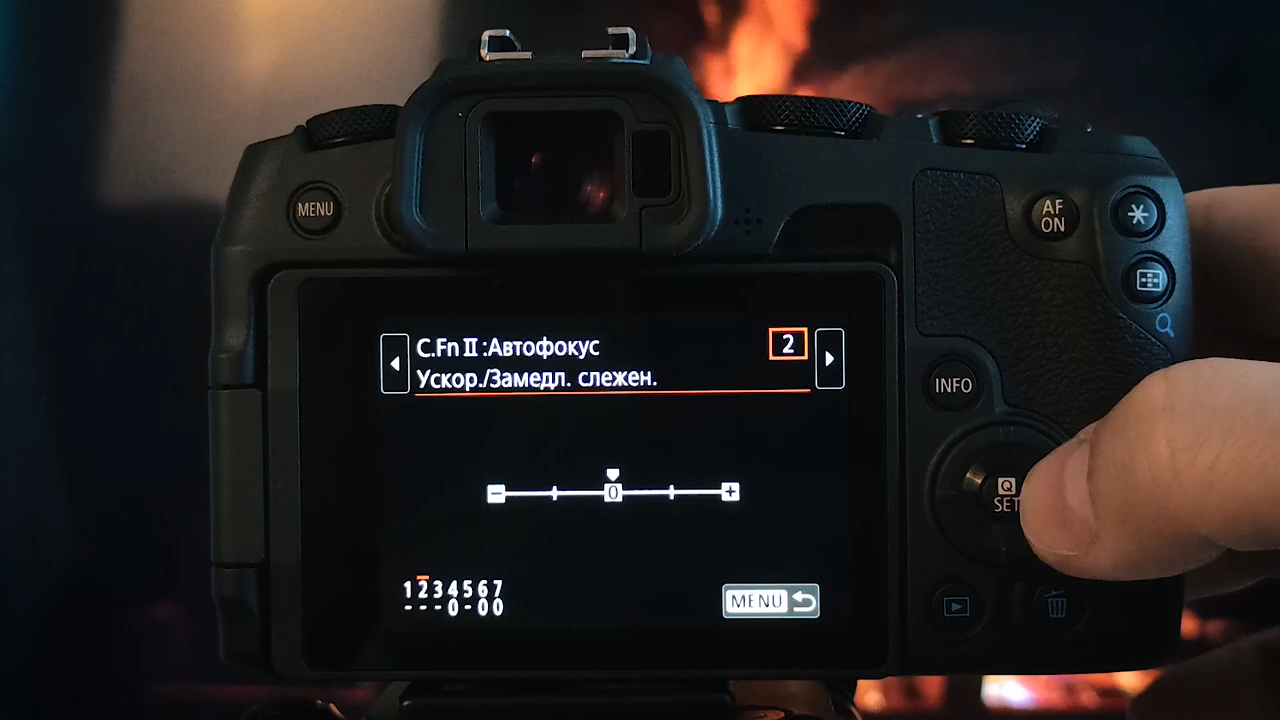 MENU
AF
ON
C.Fn II :Автофокус
2
Ускор./Замедл. слежен.
INFO
− 0 +
Q
SET
1234567
---0-00
MENU